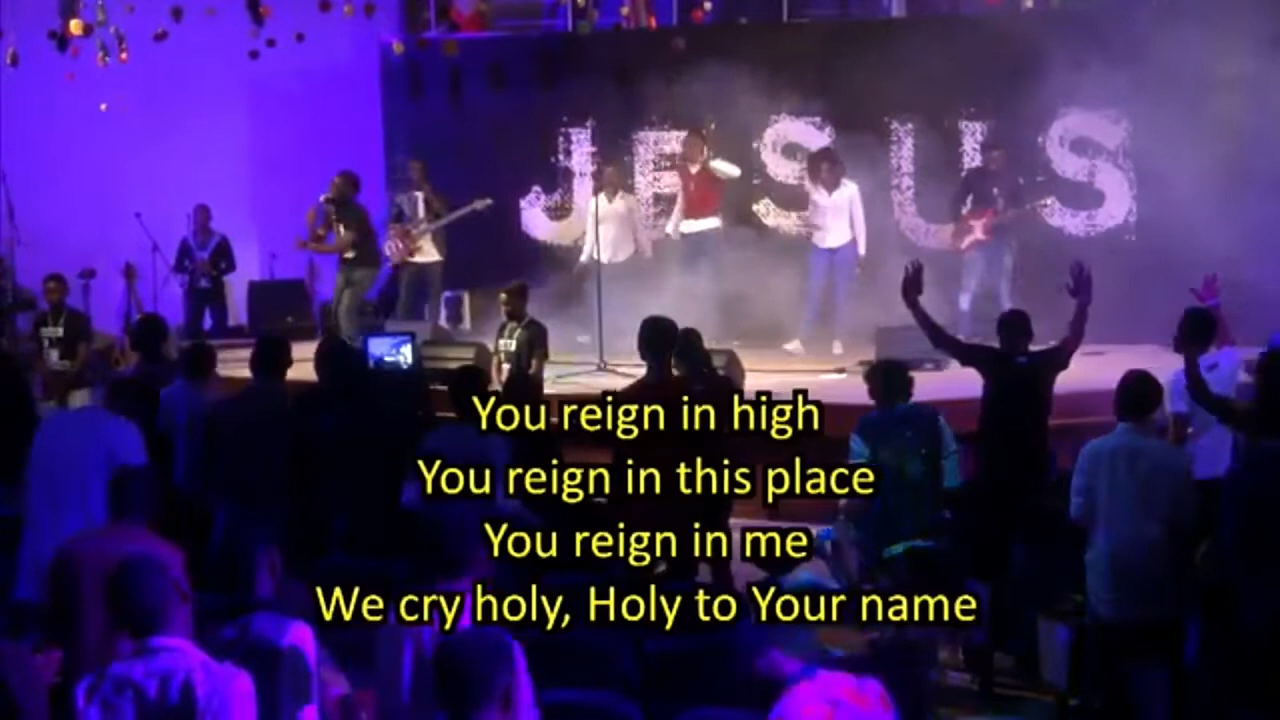 JESUS
You reign in high
You reign in this place
You reign in me
We cry holy, Holy to Your name